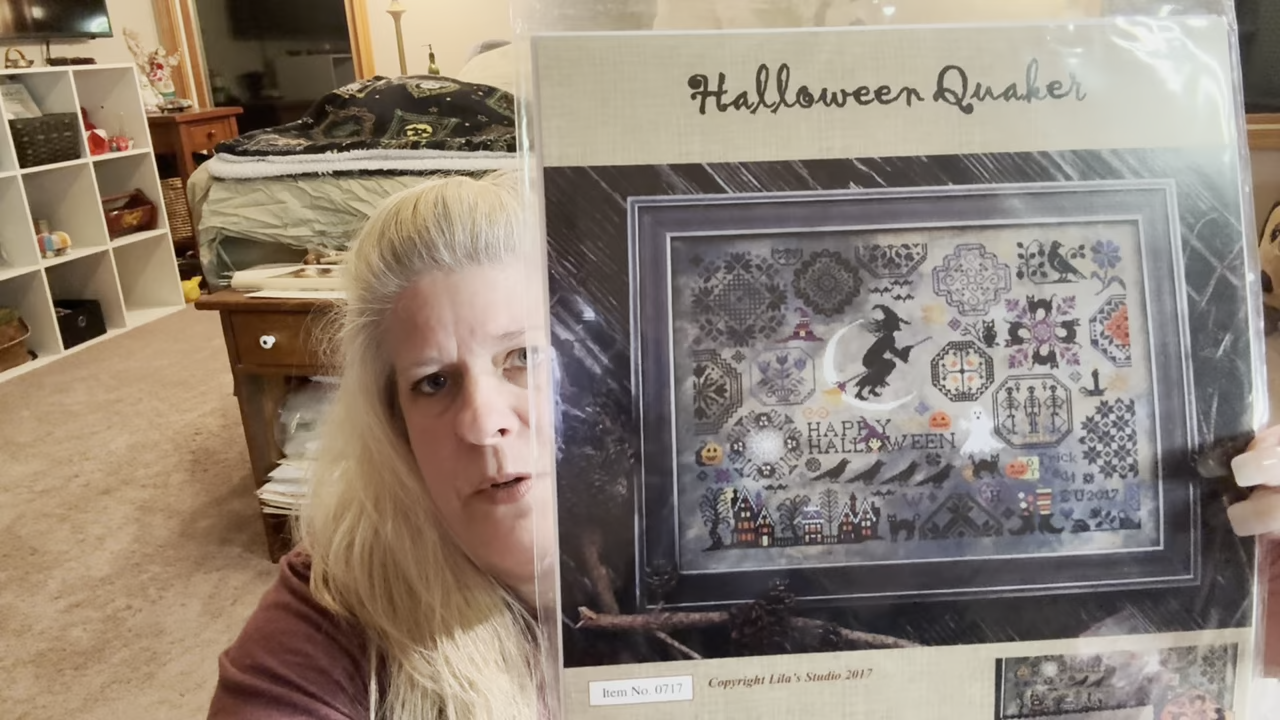 Halloween Quaker
HAPPY
HALLOWEEN
Trick
H
2017
Item No. 0717
Copyright Lila's Studio 2017